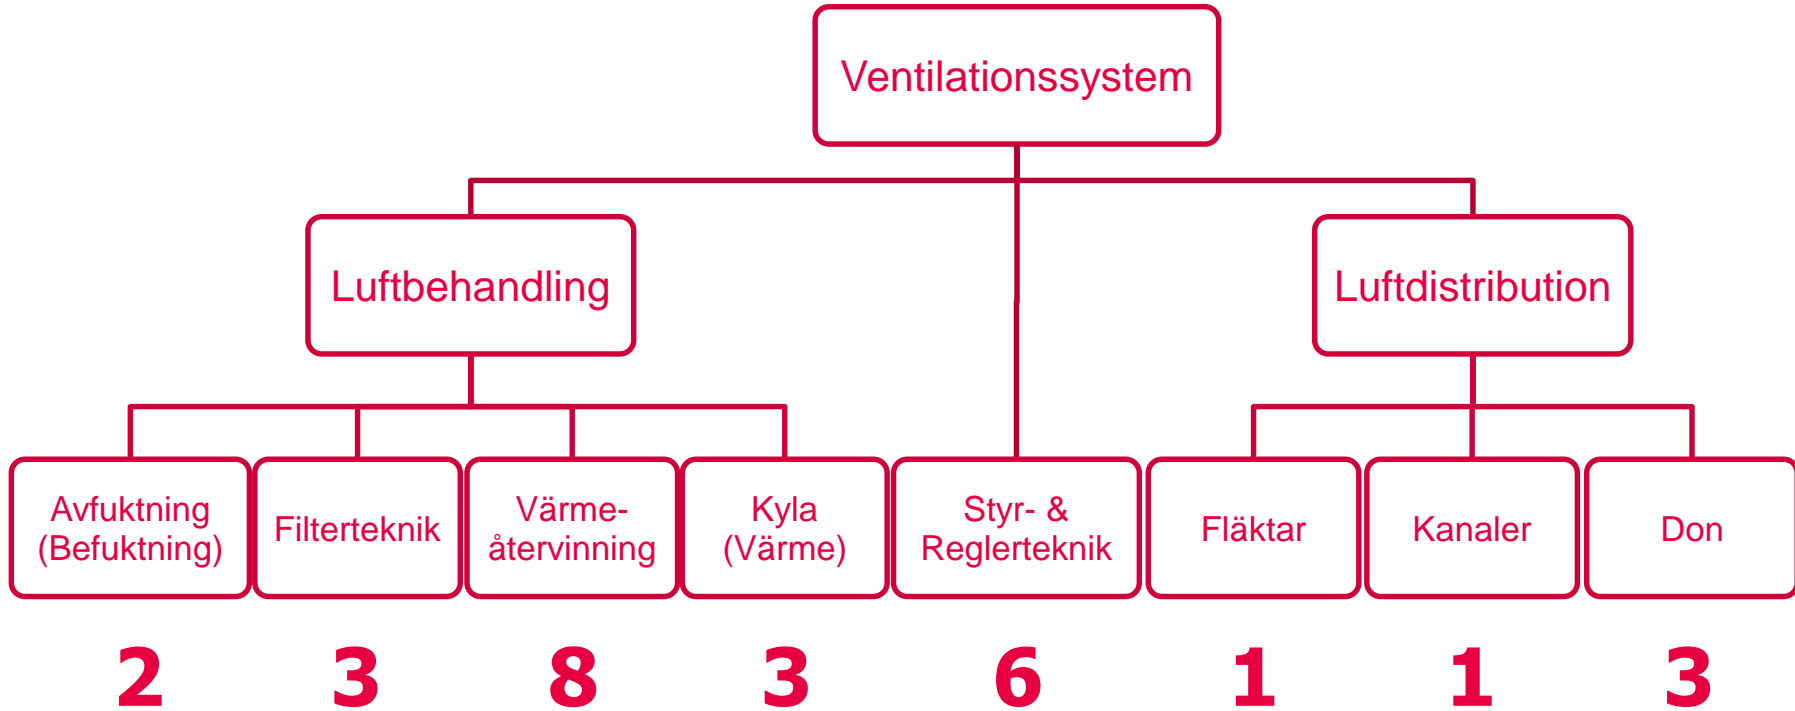 Ventilationssystem
Luftbehandling
Luftdistribution
Avfuktning
(Befuktning)
Filterteknik
Värme-
återvinning
Kyla
(Värme)
Styr- &
Reglerteknik
Fläktar
Kanaler
Don
2 3 8 3 6 1 1 3